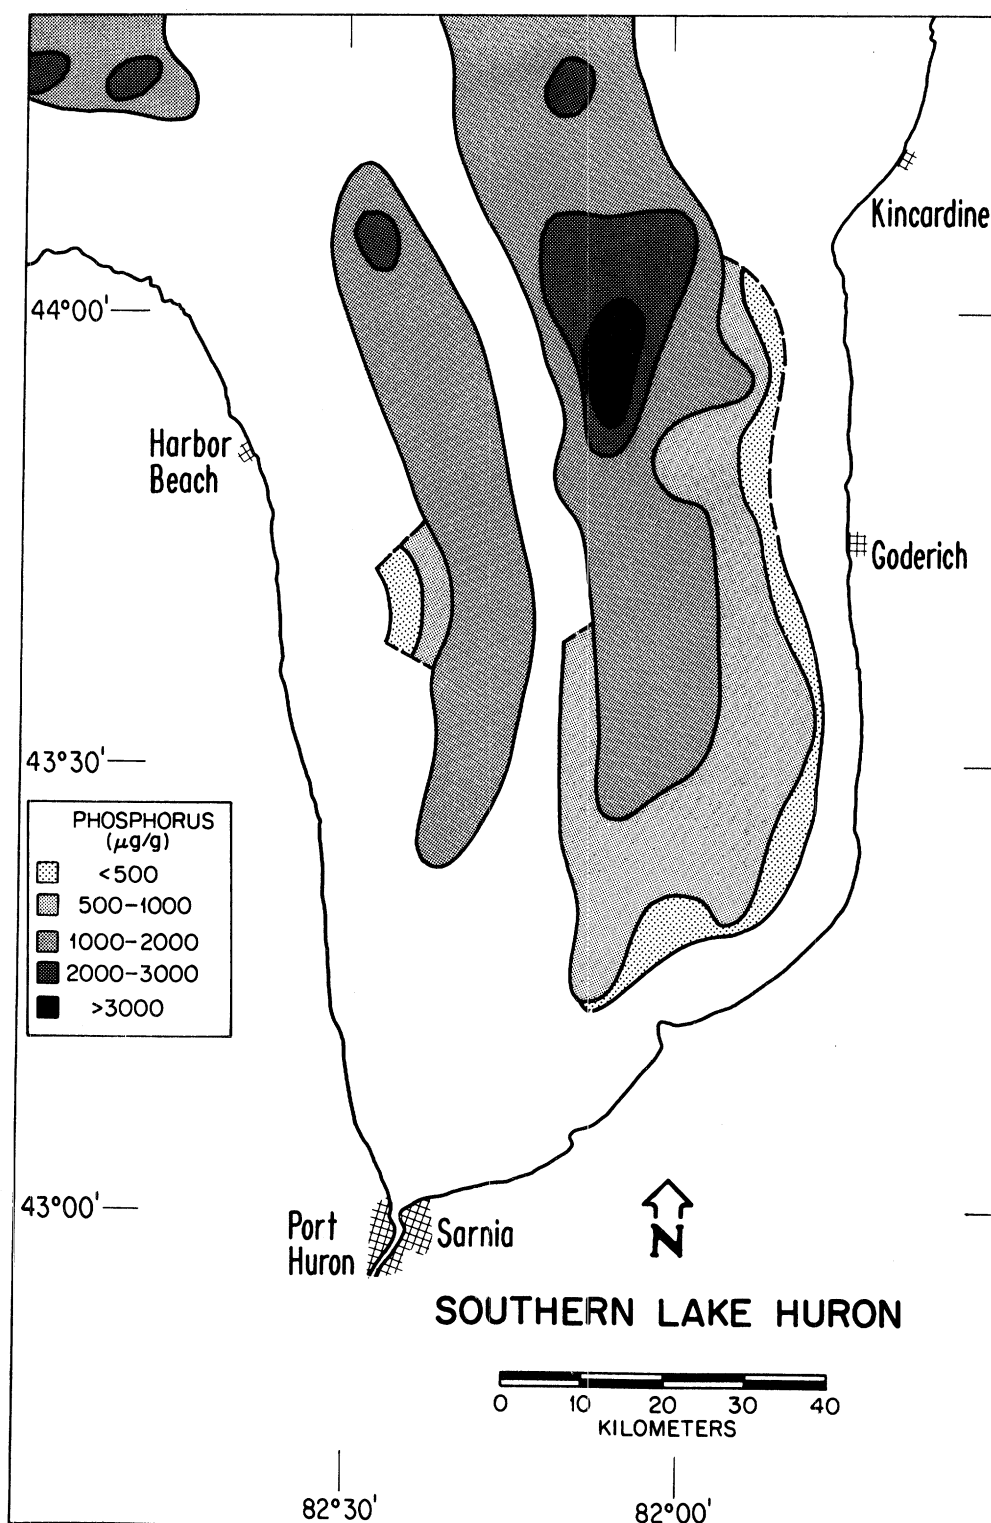 Kincardine
44°00'
Harbor
Beach
Goderich
43°30'
PHOSPHORUS
(µg/g)
<500
500-1000
1000-2000
2000-3000
>3000
43°00'
Port
Huron
Sarnia
N
SOUTHERN LAKE HURON
0 10 20 30 40
KILOMETERS
82°30' 82°00'